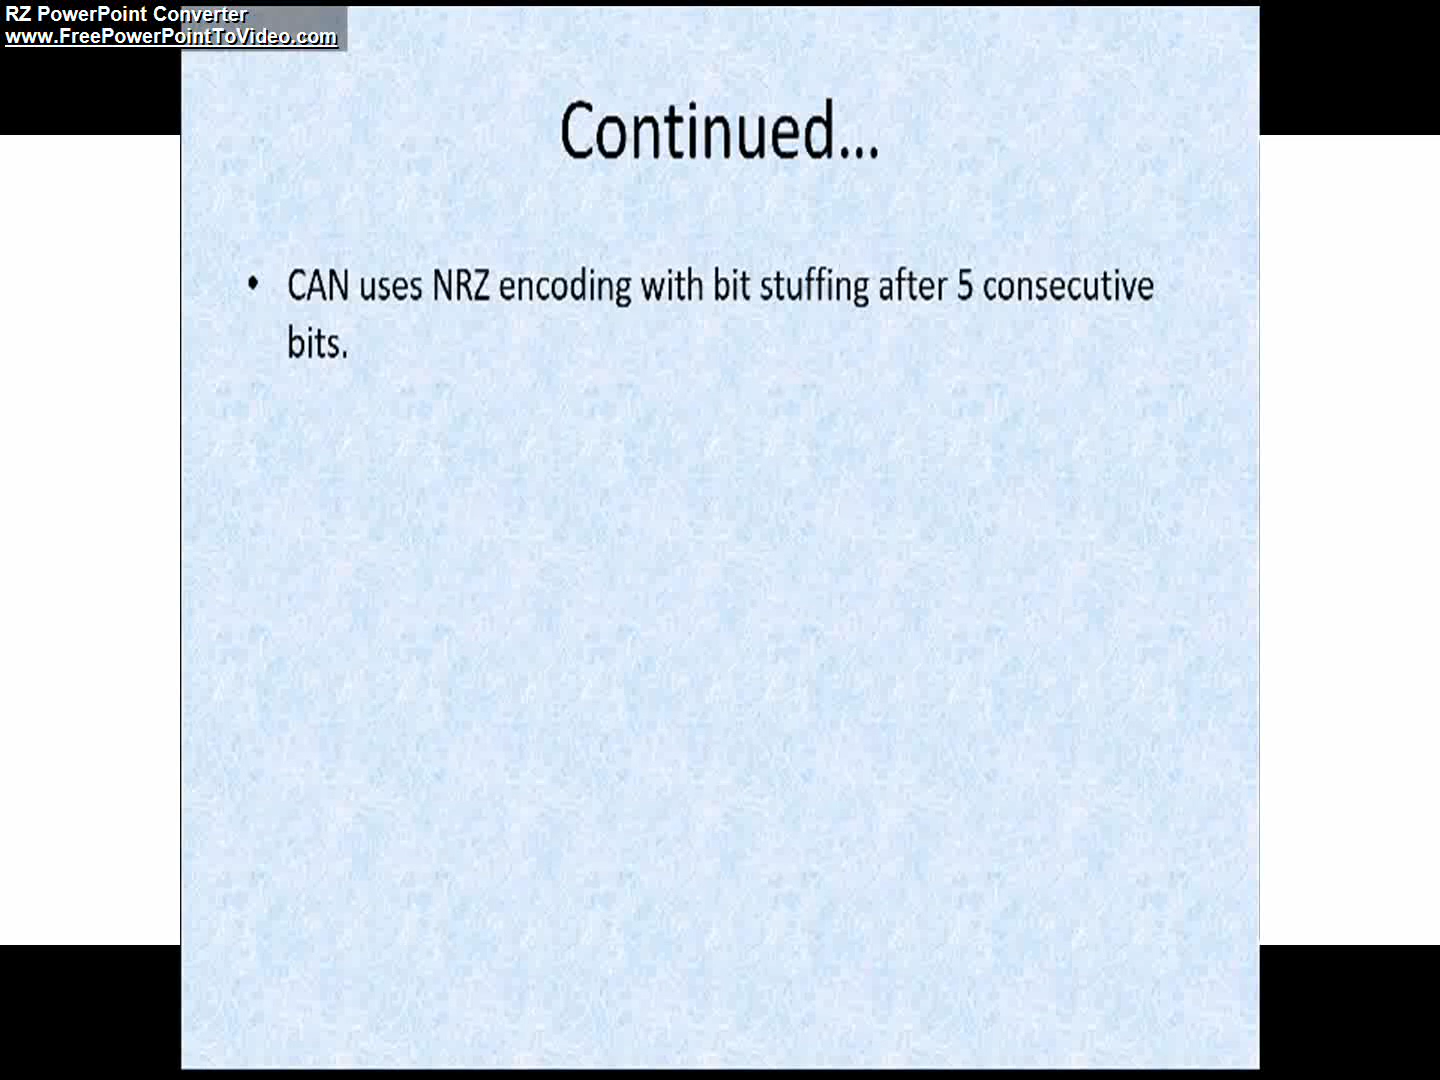 RZ PowerPoint Converter
www.FreePowerPointToVideo.com
Continued...
• CAN uses NRZ encoding with bit stuffing after 5 consecutive
bits.